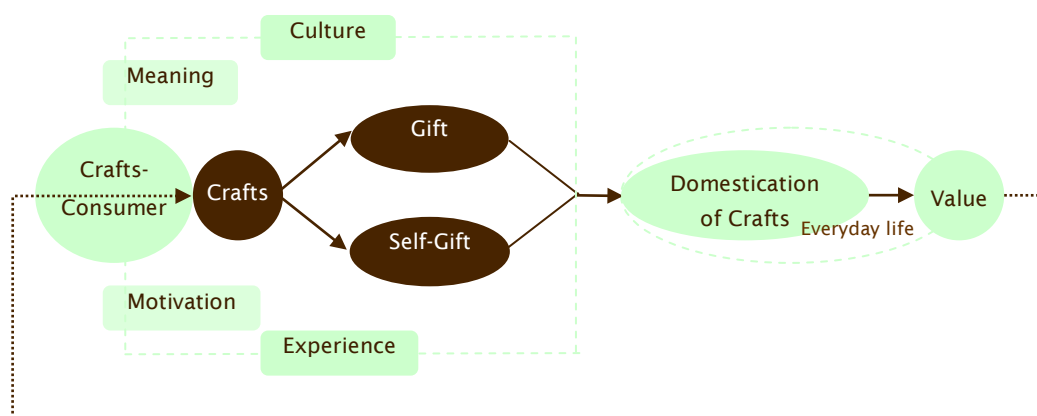 Culture
Meaning
Gift
Crafts-
Consumer
Crafts
Domestication
of Crafts
Value
Everyday life
Self-Gift
Motivation
Experience